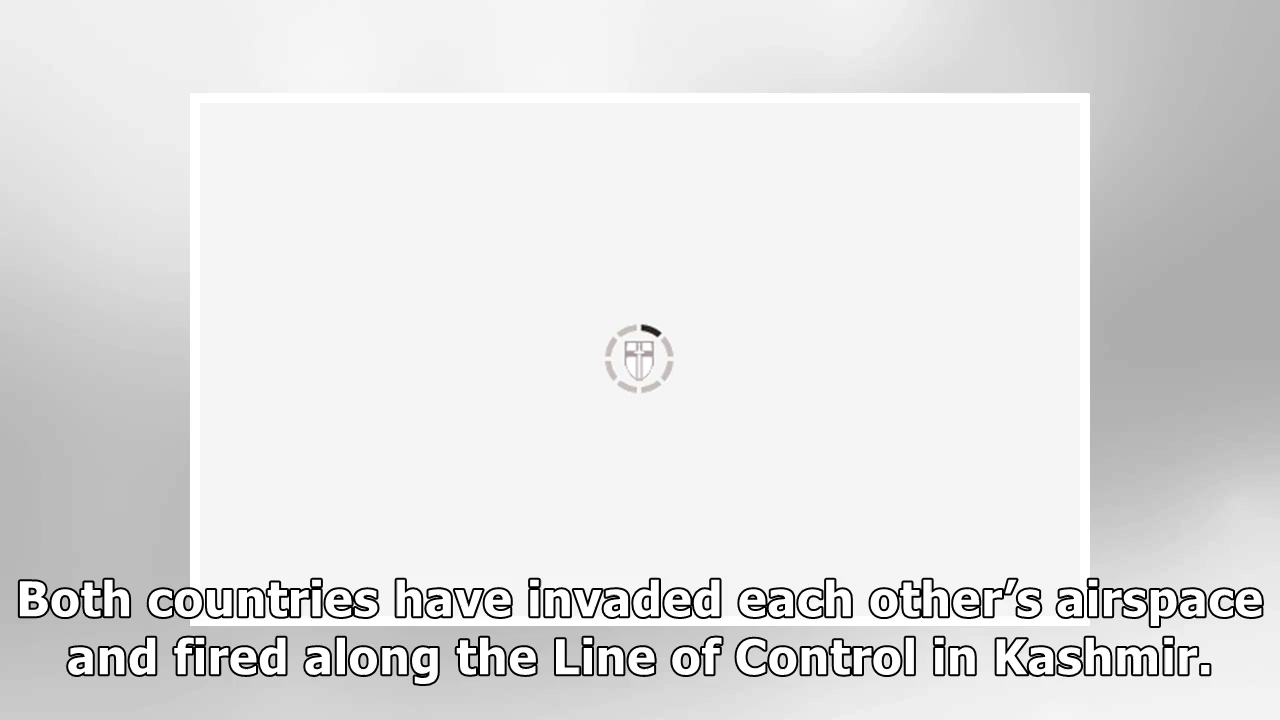 Both countries have invaded each other’s airspace
and fired along the Line of Control in Kashmir.